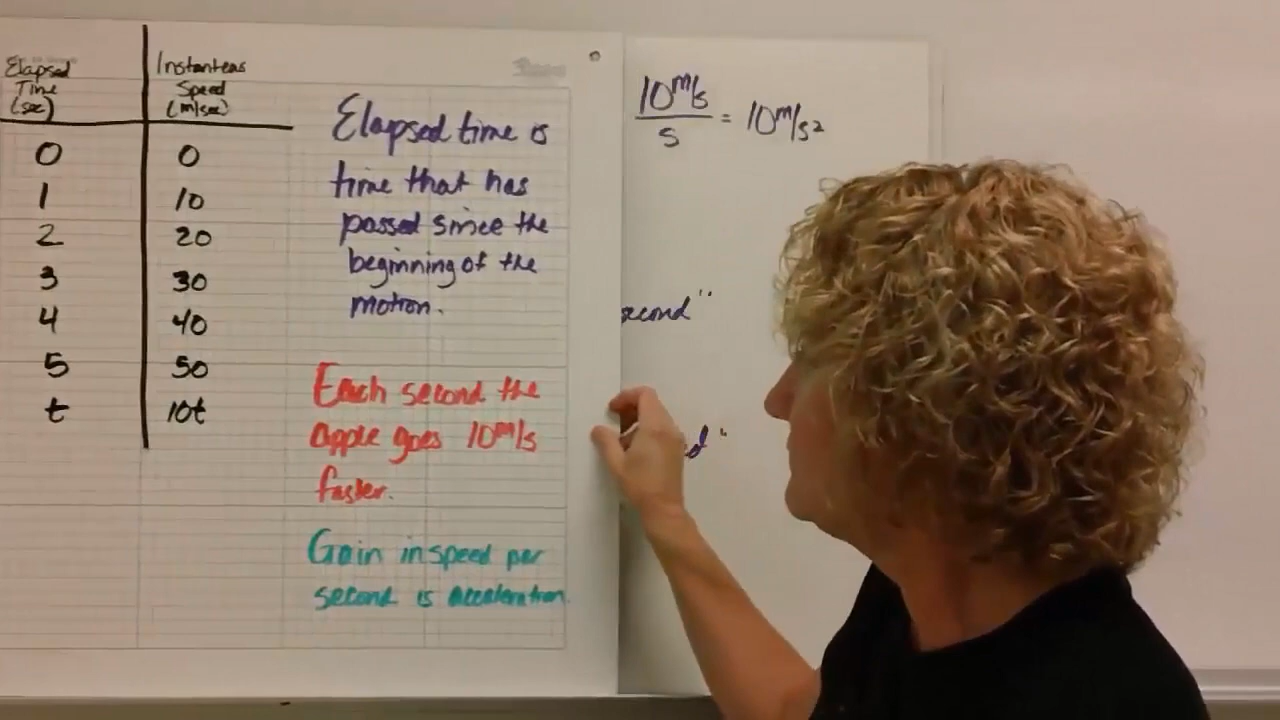 Elapsed
Time
(sec)
Instanteas
Speed
(m/sec)
0 0
1 10
2 20
3 30
4 40
5 50
t 10t
Elapsed time is
time that has
passed since the
beginning of the
motion.
Each second the
apple goes 10m/s
faster.
Gain in speed per
second is acceleration.
10m/s
s
= 10m/s²
econd"
d"